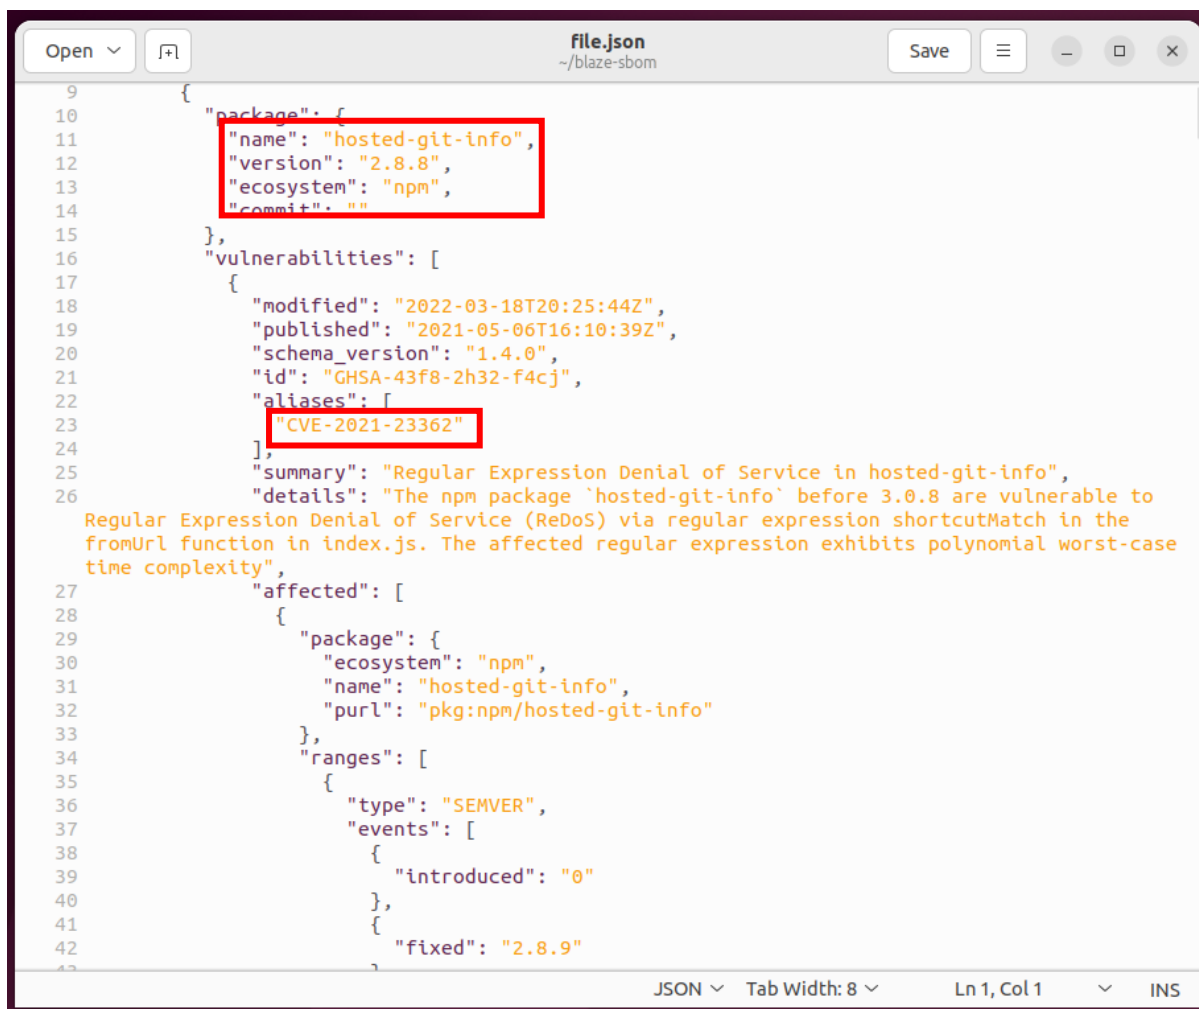 Open
file.json
~/blaze-sbom
Save
9 {
10 "package": {
11 "name": "hosted-git-info",
12 "version": "2.8.8",
13 "ecosystem": "npm",
14 "commit": ""
15 },
16 "vulnerabilities": [
17 {
18 "modified": "2022-03-18T20:25:44Z",
19 "published": "2021-05-06T16:10:39Z",
20 "schema_version": "1.4.0",
21 "id": "GHSA-43f8-2h32-f4cj",
22 "aliases": [
23 "CVE-2021-23362"
24 ],
25 "summary": "Regular Expression Denial of Service in hosted-git-info",
26 "details": "The npm package `hosted-git-info` before 3.0.8 are vulnerable to
Regular Expression Denial of Service (ReDoS) via regular expression shortcutMatch in the
fromUrl function in index.js. The affected regular expression exhibits polynomial worst-case
time complexity",
27 "affected": [
28 {
29 "package": {
30 "ecosystem": "npm",
31 "name": "hosted-git-info",
32 "purl": "pkg:npm/hosted-git-info"
33 },
34 "ranges": [
35 {
36 "type": "SEMVER",
37 "events": [
38 {
39 "introduced": "0"
40 },
41 {
42 "fixed": "2.8.9"
JSON Tab Width: 8 Ln 1, Col 1 INS